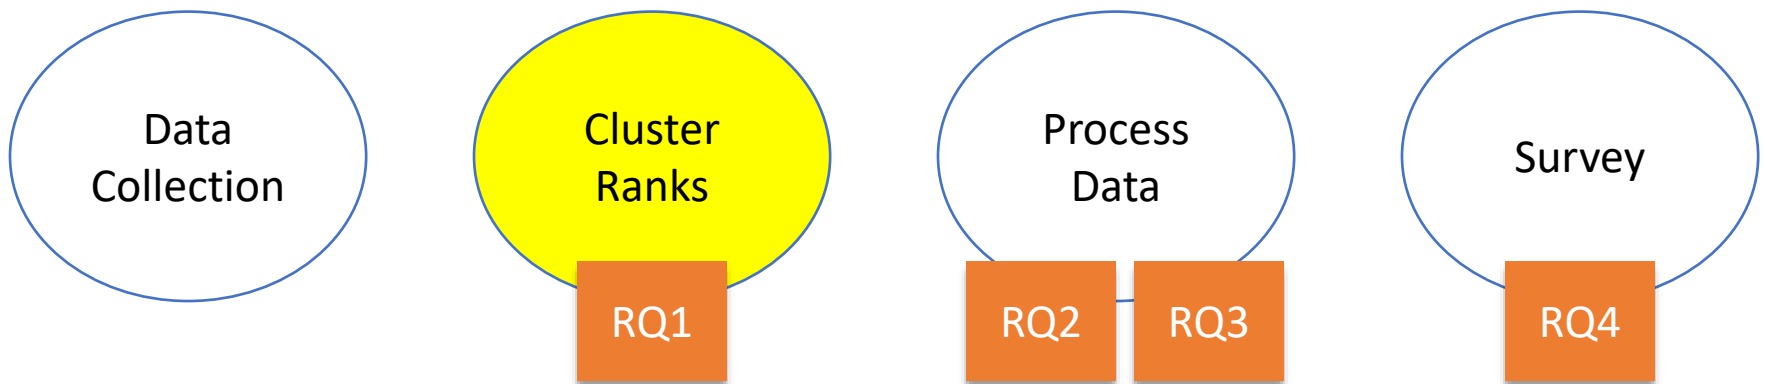 Data
Collection
Cluster
Ranks
RQ1
Process
Data
RQ2
RQ3
Survey
RQ4